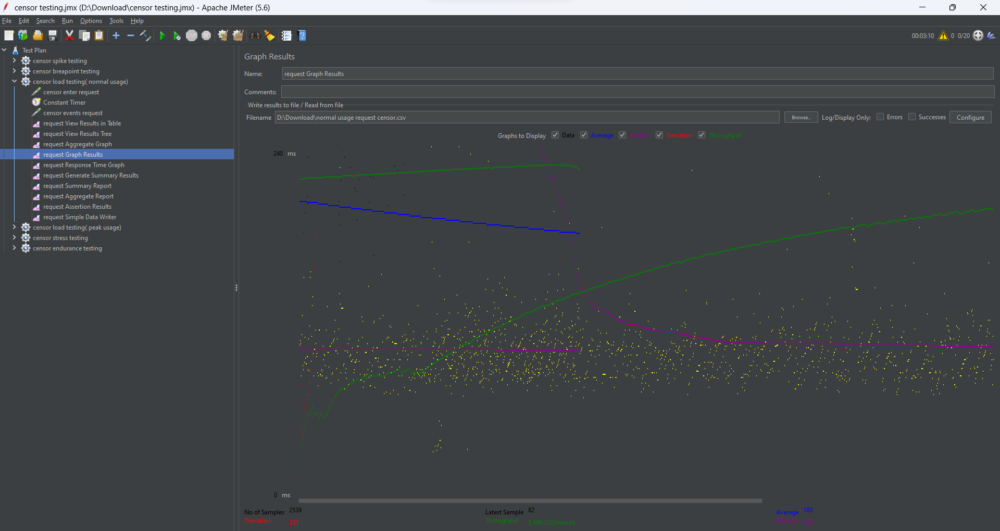 censor testing.jmx (D:\Download\censor testing.jmx) - Apache JMeter (5.6)
File Edit Search Run Options Tools Help
00:03:10 0 0/20
Test Plan
censor spike testing
censor breapoint testing
censor load testing( normal usage)
censor enter request
Constant Timer
censor events request
request View Results in Table
request View Results Tree
request Aggregate Graph
request Graph Results
request Response Time Graph
request Generate Summary Results
request Summary Report
request Aggregate Report
request Assertion Results
request Simple Data Writer
censor load testing( peak usage)
censor stress testing
censor endurance testing
Graph Results
Name: request Graph Results
Comments:
Write results to file / Read from file
Filename D:\Download\normal usage request censor.csv Browse... Log/Display Only: Errors Successes Configure
Graphs to Display Data Average Median Deviation Throughput
240 ms
0 ms
No of Samples 2539 Latest Sample 82 Average 180
Deviation 331 Throughput 3,496.122/minute Median